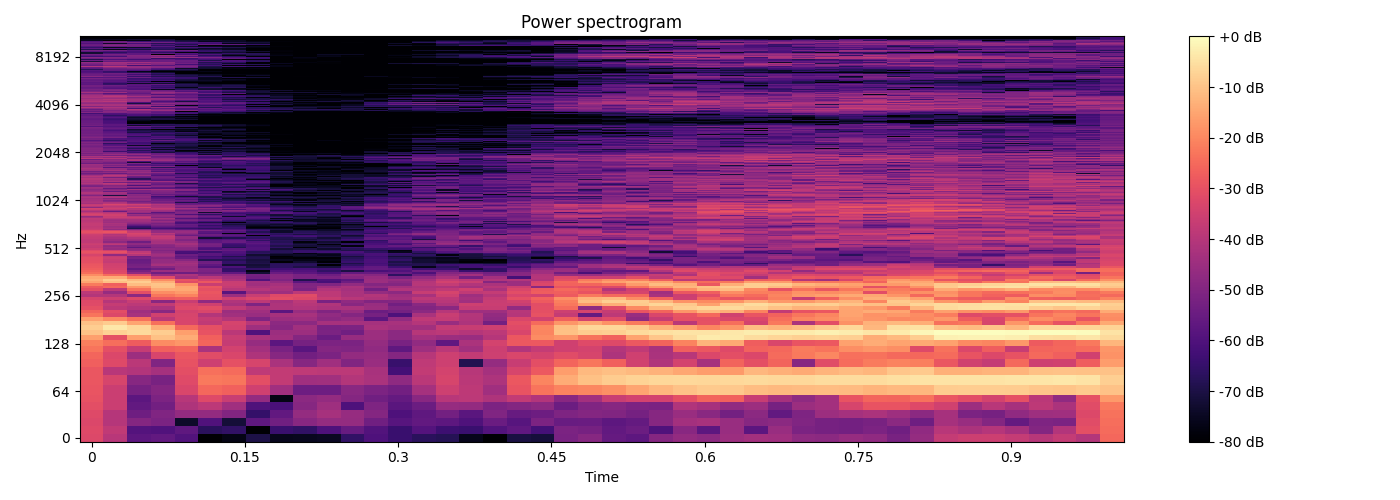 Power spectrogram
8192
4096
2048
1024
512
256
128
64
0
Hz
0 0.15 0.3 0.45 0.6 0.75 0.9
Time
+0 dB
-10 dB
-20 dB
-30 dB
-40 dB
-50 dB
-60 dB
-70 dB
-80 dB